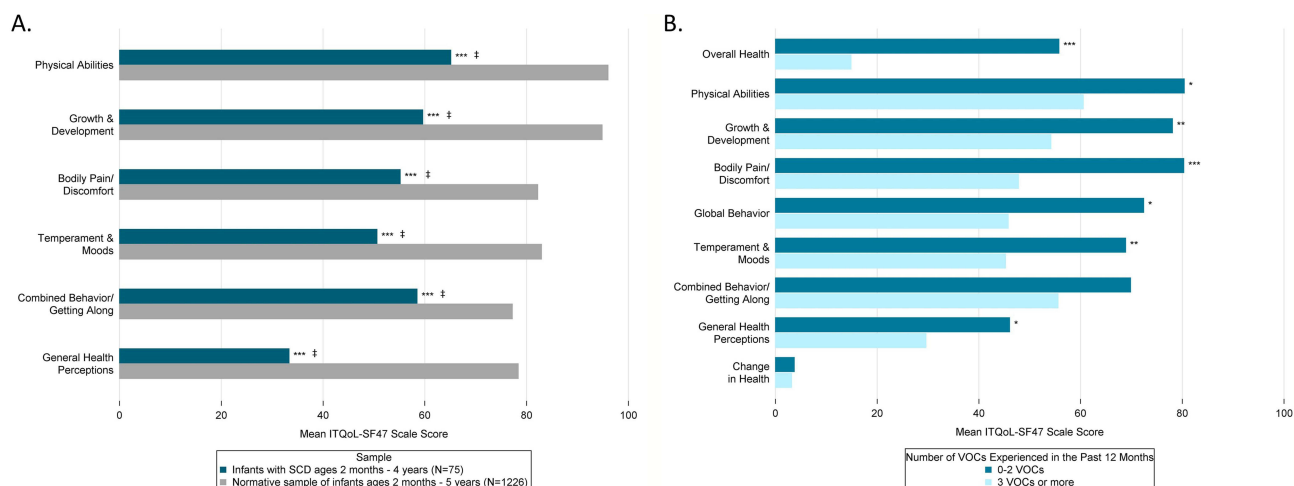 A.
Physical Abilities
*** ‡
Growth &
Development
*** ‡
Bodily Pain/
Discomfort
*** ‡
Temperament &
Moods
*** ‡
Combined Behavior/
Getting Along
*** ‡
General Health
Perceptions
*** ‡
0 20 40 60 80 100
Mean ITQoL-SF47 Scale Score
Sample
Infants with SCD ages 2 months - 4 years (N=75)
Normative sample of infants ages 2 months - 5 years (N=1226)
B.
Overall Health
***
Physical Abilities
*
Growth &
Development
**
Bodily Pain/
Discomfort
***
Global Behavior
*
Temperament &
Moods
**
Combined Behavior/
Getting Along
General Health
Perceptions
*
Change
in Health
0 20 40 60 80 100
Mean ITQoL-SF47 Scale Score
Number of VOCs Experienced in the Past 12 Months
0-2 VOCs
3 VOCs or more